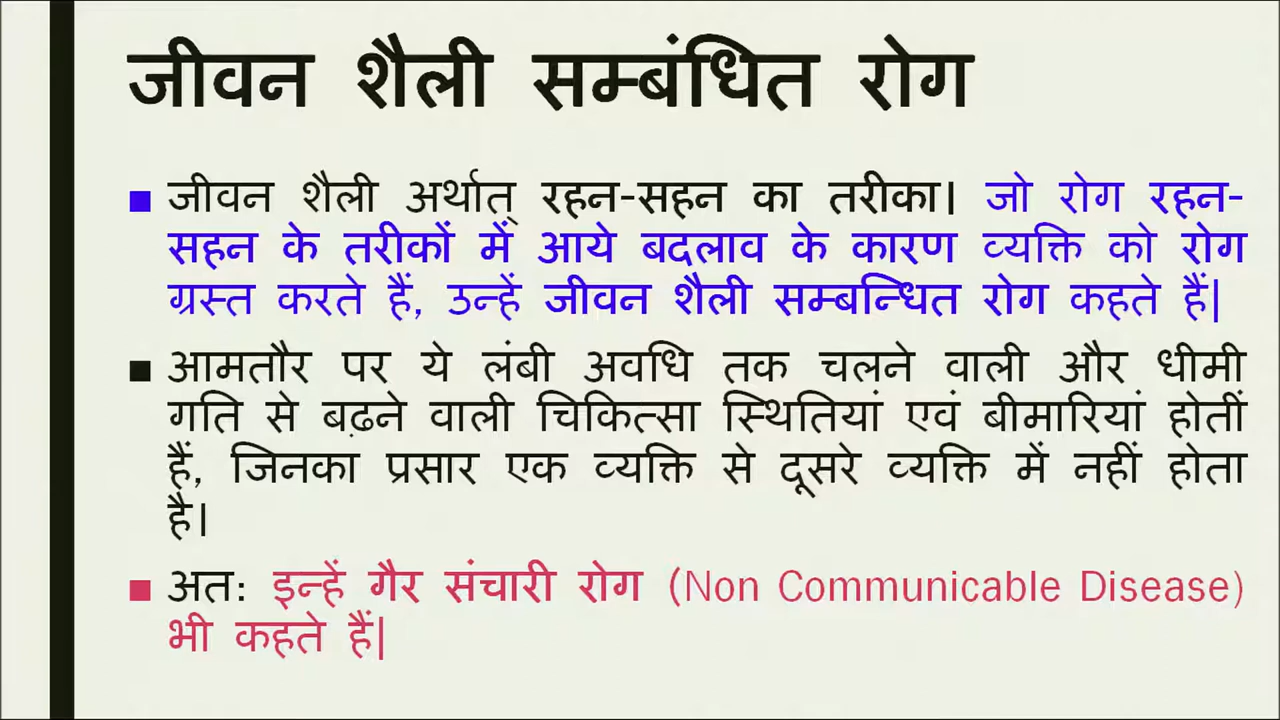 जीवन शैली सम्बंधित रोग
जीवन शैली अर्थात् रहन-सहन का तरीका। जो रोग रहन-
सहन के तरीकों में आये बदलाव के कारण व्यक्ति को रोग
ग्रस्त करते हैं, उन्हें जीवन शैली सम्बन्धित रोग कहते हैं|
आमतौर पर ये लंबी अवधि तक चलने वाली और धीमी
गति से बढ़ने वाली चिकित्सा स्थितियां एवं बीमारियां होतीं
हैं, जिनका प्रसार एक व्यक्ति से दूसरे व्यक्ति में नहीं होता
है।
अत: इन्हें गैर संचारी रोग (Non Communicable Disease)
भी कहते हैं|